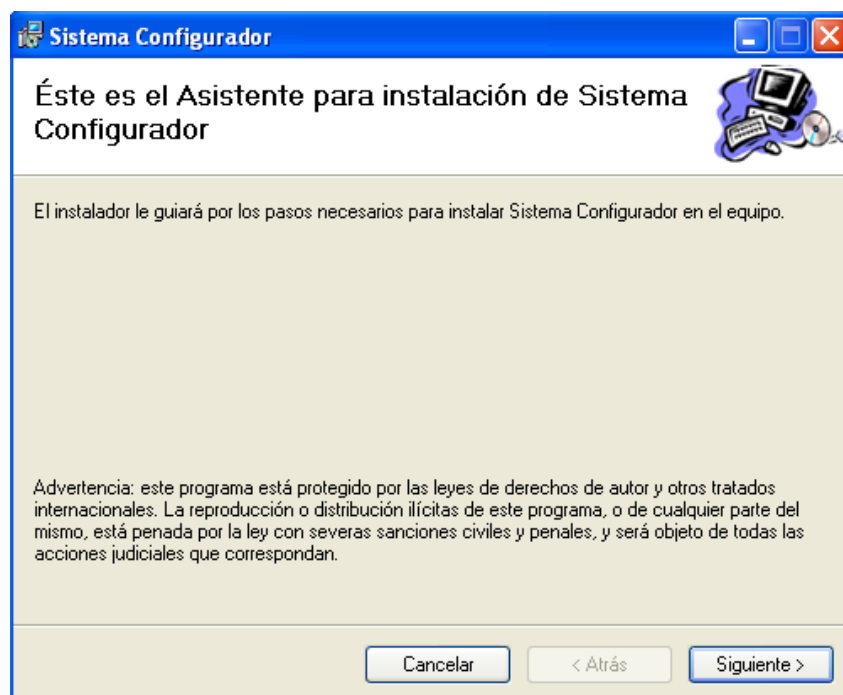 Sistema Configurador
Éste es el Asistente para instalación de Sistema
Configurador
El instalador le guiará por los pasos necesarios para instalar Sistema Configurador en el equipo.
Advertencia: este programa está protegido por las leyes de derechos de autor y otros tratados
internacionales. La reproducción o distribución ilícitas de este programa, o de cualquier parte del
mismo, está penada por la ley con severas sanciones civiles y penales, y será objeto de todas las
acciones judiciales que correspondan.
Cancelar
< Atrás
Siguiente >